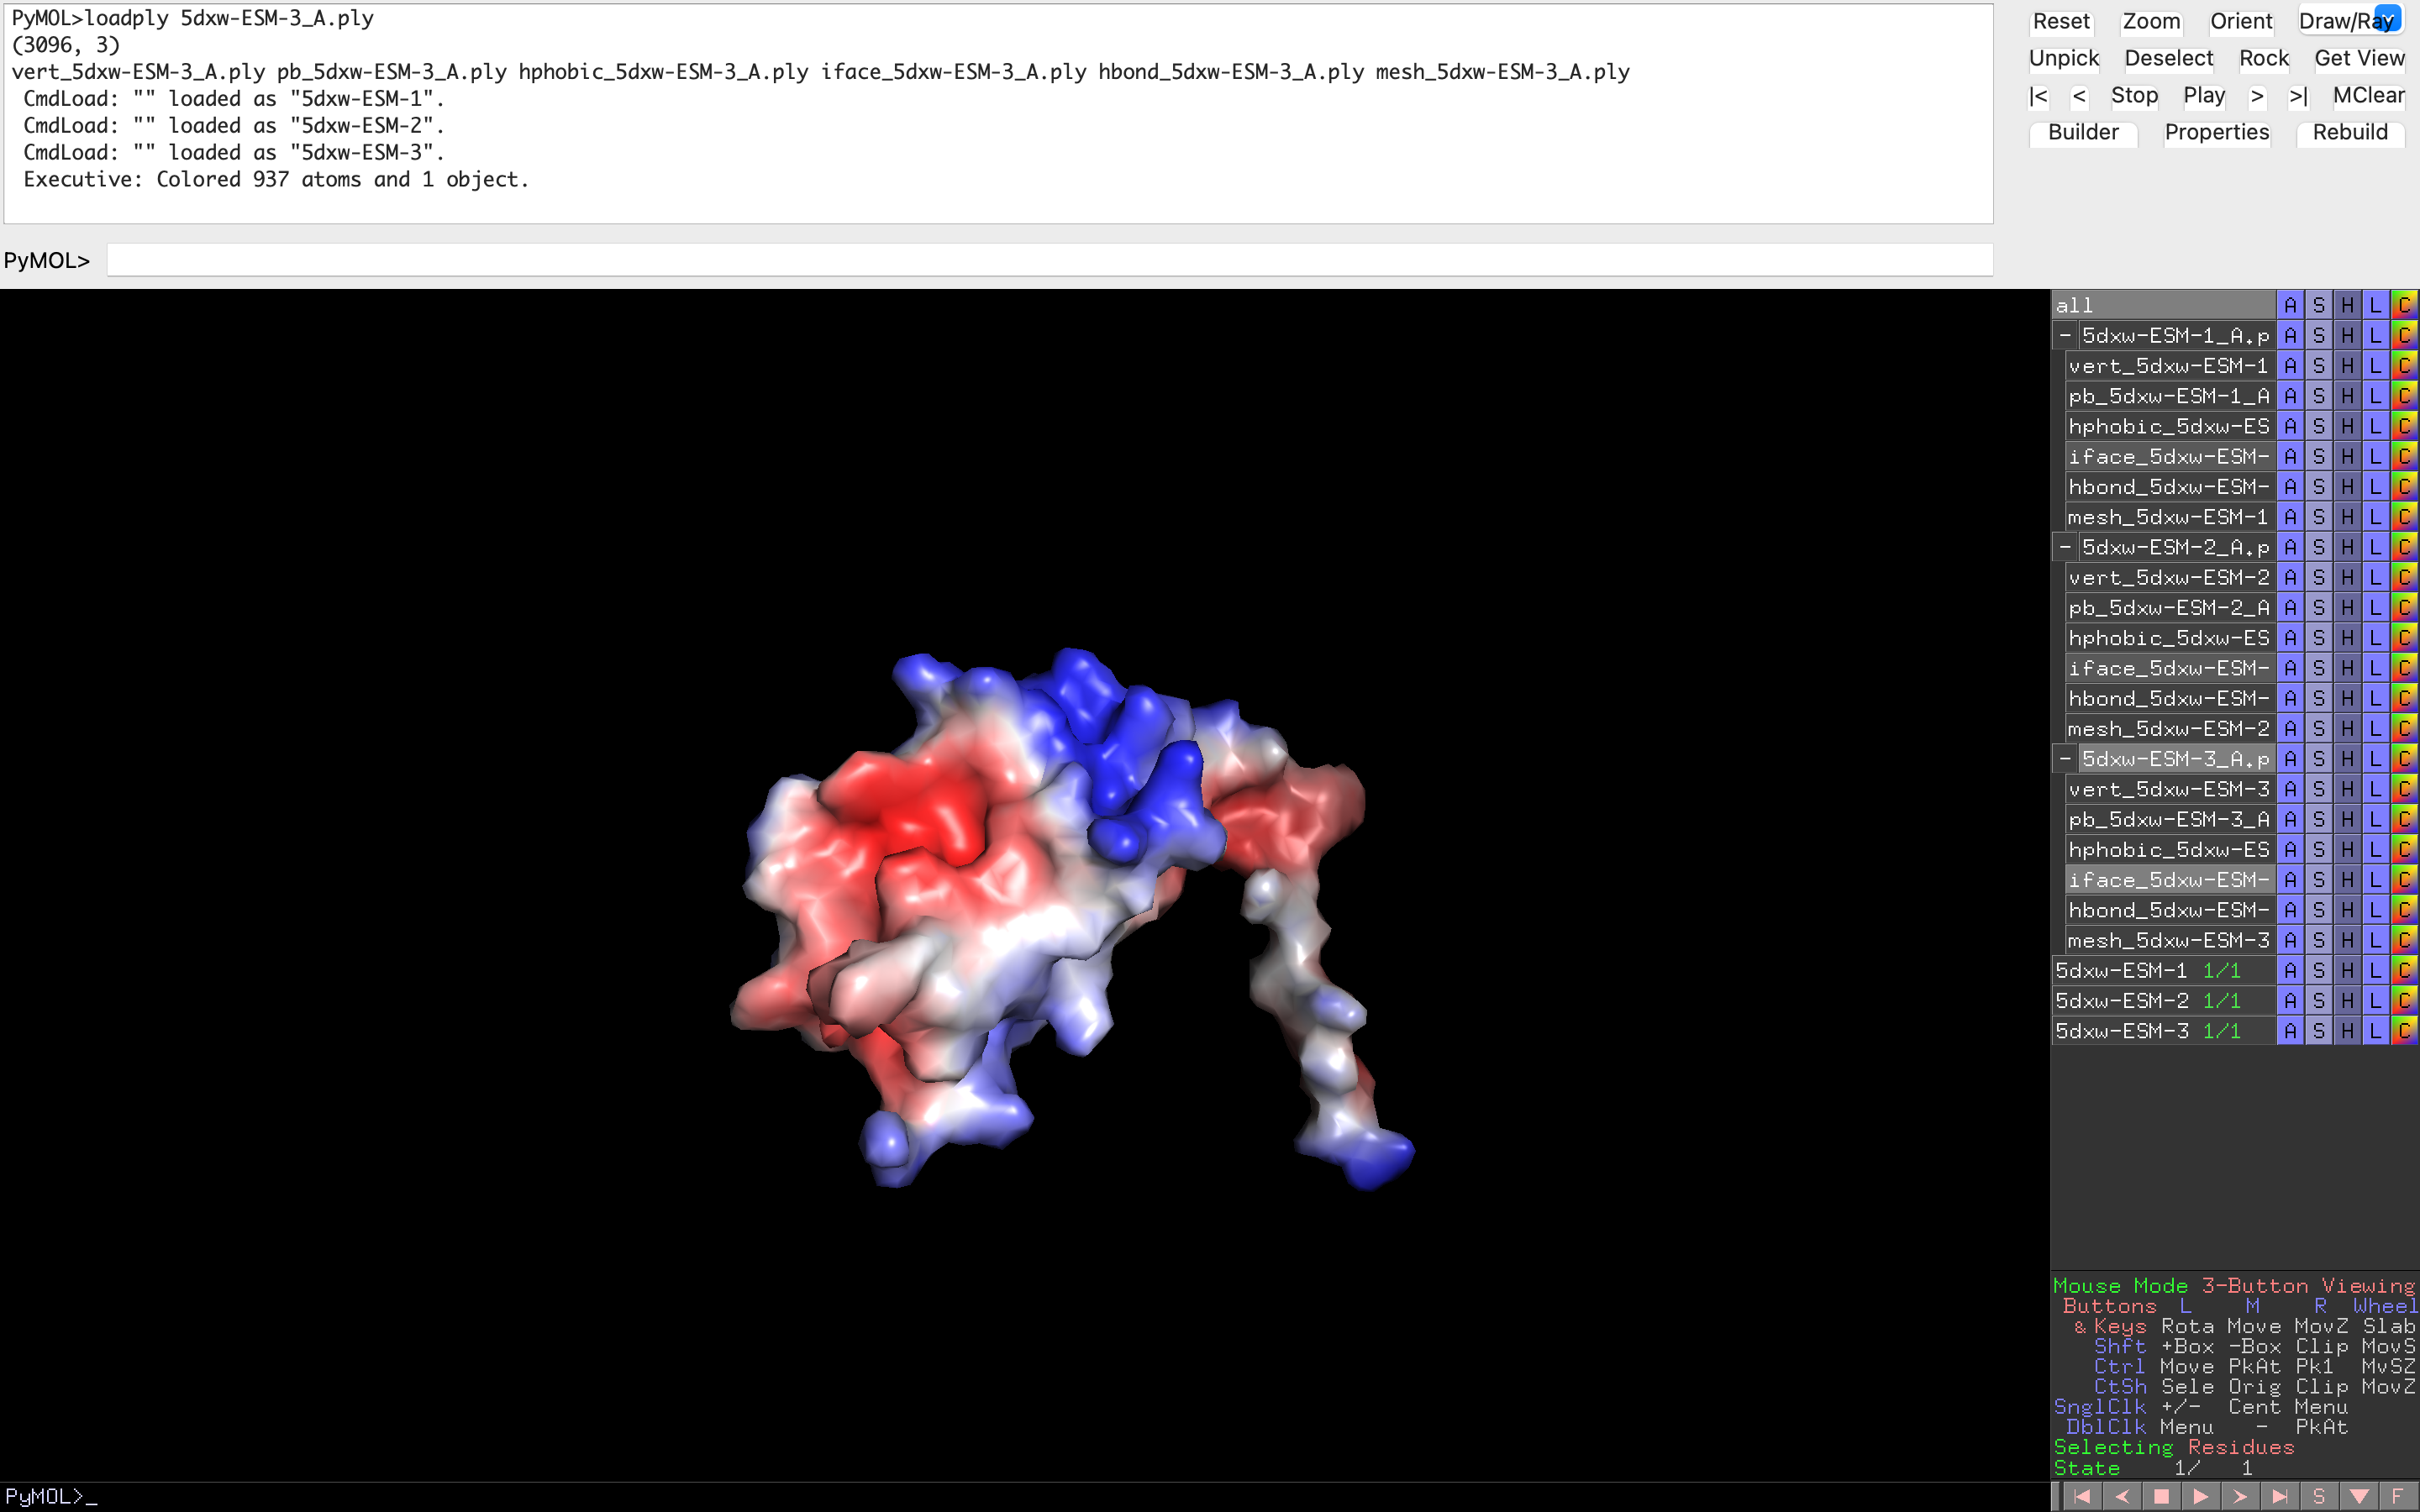 PyMOL>loadply 5dxw-ESM-3_A.ply
(3096, 3)
vert_5dxw-ESM-3_A.ply pb_5dxw-ESM-3_A.ply hphobic_5dxw-ESM-3_A.ply iface_5dxw-ESM-3_A.ply hbond_5dxw-ESM-3_A.ply mesh_5dxw-ESM-3_A.ply
CmdLoad: "" loaded as "5dxw-ESM-1".
CmdLoad: "" loaded as "5dxw-ESM-2".
CmdLoad: "" loaded as "5dxw-ESM-3".
Executive: Colored 937 atoms and 1 object.
PyMOL>
Reset Zoom Orient Draw/Ray
Unpick Deselect Rock Get View
|< < Stop Play > >| MClear
Builder Properties Rebuild
all A S H L C
- 5dxw-ESM-1_A.p A S H L C
vert_5dxw-ESM-1 A S H L C
pb_5dxw-ESM-1_A A S H L C
hphobic_5dxw-ES A S H L C
iface_5dxw-ESM- A S H L C
hbond_5dxw-ESM- A S H L C
mesh_5dxw-ESM-1 A S H L C
- 5dxw-ESM-2_A.p A S H L C
vert_5dxw-ESM-2 A S H L C
pb_5dxw-ESM-2_A A S H L C
hphobic_5dxw-ES A S H L C
iface_5dxw-ESM- A S H L C
hbond_5dxw-ESM- A S H L C
mesh_5dxw-ESM-2 A S H L C
- 5dxw-ESM-3_A.p A S H L C
vert_5dxw-ESM-3 A S H L C
pb_5dxw-ESM-3_A A S H L C
hphobic_5dxw-ES A S H L C
iface_5dxw-ESM- A S H L C
hbond_5dxw-ESM- A S H L C
mesh_5dxw-ESM-3 A S H L C
5dxw-ESM-1 1/1 A S H L C
5dxw-ESM-2 1/1 A S H L C
5dxw-ESM-3 1/1 A S H L C
Mouse Mode 3-Button Viewing
Buttons L M R Wheel
& Keys Rota Move MovZ Slab
Shft +Box -Box Clip MovS
Ctrl Move PkAt Pk1 MvSZ
CtSh Sele Orig Clip MovZ
SnglClk +/- Cent Menu
DblClk Menu - PkAt
Selecting Residues
State 1/ 1
PyMOL>_
S F